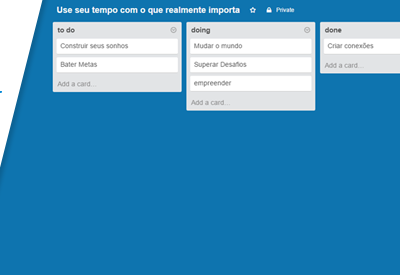 Use seu tempo com o que realmente importa
Private
to do
Construir seus sonhos
Bater Metas
Add a card...
doing
Mudar o mundo
Superar Desafios
empreender
Add a card...
done
Criar conexões
Add a card...